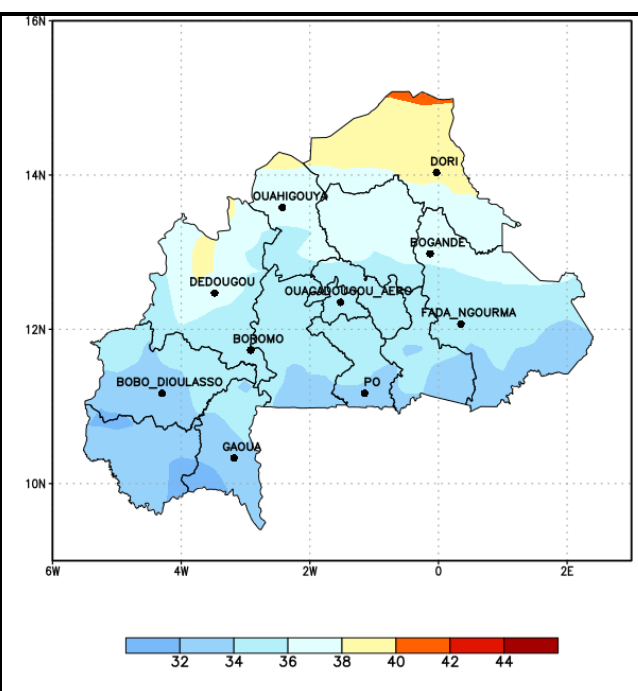 16N
DORI
14N
OUAHIGOUYA
BOGANDE
DEDOUGOU
OUAGADOUGOU_AERO
FADA_NGOURMA
12N
BOROMO
BOBO_DIOULASSO
PO
GAOUA
10N
6W 4W 2W 0 2E
32 34 36 38 40 42 44